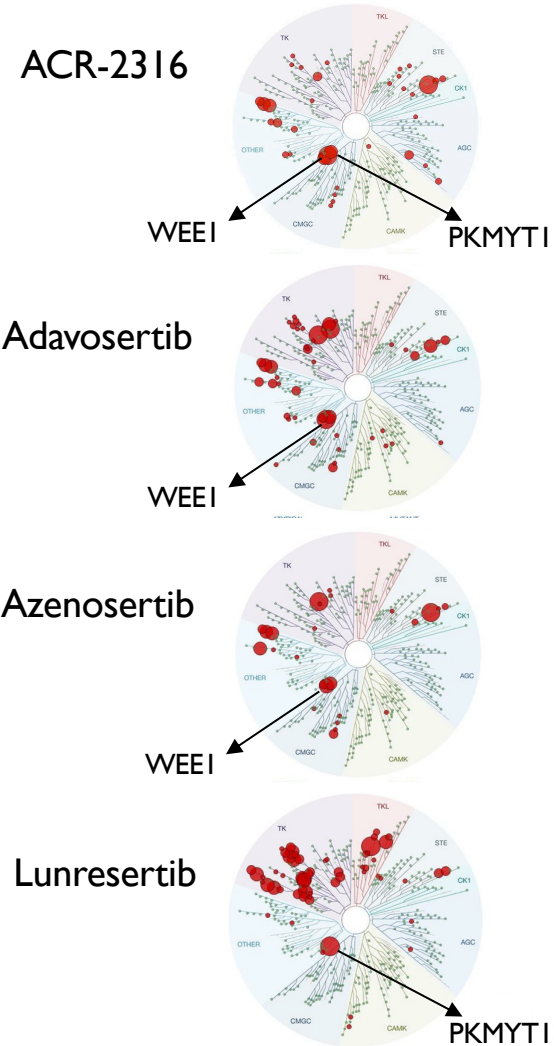 ACR-2316
TK
TKL
STE
CK1
AGC
CAMK
CMGC
OTHER
WEE1
PKMYT1
Adavosertib
TK
TKL
STE
CK1
AGC
CAMK
CMGC
OTHER
WEE1
Azenosertib
TK
TKL
STE
CK1
AGC
CAMK
CMGC
OTHER
WEE1
Lunresertib
TK
TKL
STE
CK1
AGC
CAMK
CMGC
OTHER
PKMYT1